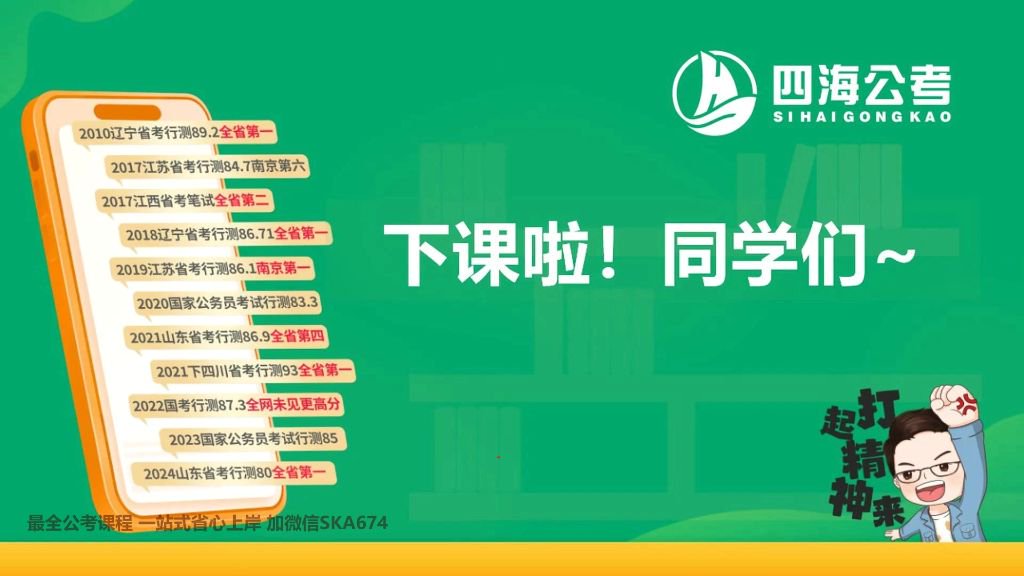 四海公考
SIHAIGONGKAO
2010辽宁省考行测89.2全省第一
2017江苏省考行测84.7南京第六
2017江西省考笔试全省第二
2018辽宁省考行测86.71全省第一
2019江苏省考行测86.1南京第一
2020国家公务员考试行测83.3
2021山东省考行测86.9全省第四
2021下四川省考行测93全省第一
2022国考行测87.3全网未见更高分
2023国家公务员考试行测85
2024山东省考行测80全省第一
下课啦！同学们~
打起精神来
最全公考课程 一站式省心上岸 加微信SKA674